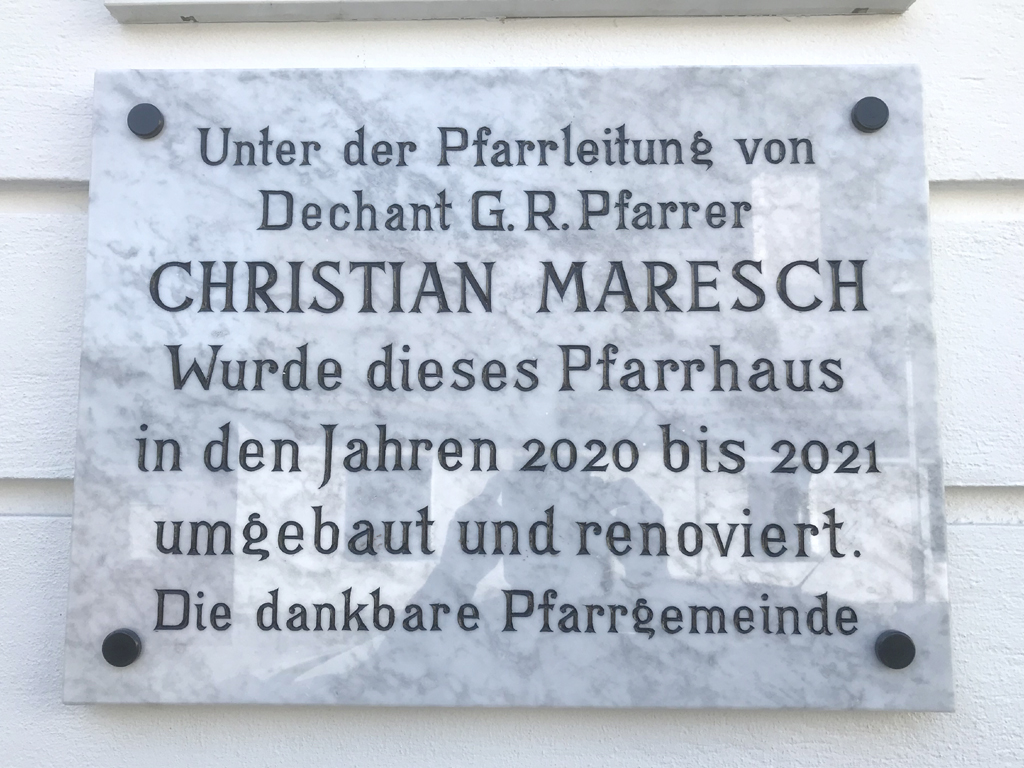 Unter der Pfarrleitung von
Dechant G.R. Pfarrer
CHRISTIAN MARESCH
Wurde dieses Pfarrhaus
in den Jahren 2020 bis 2021
umgebaut und renoviert.
Die dankbare Pfarrgemeinde